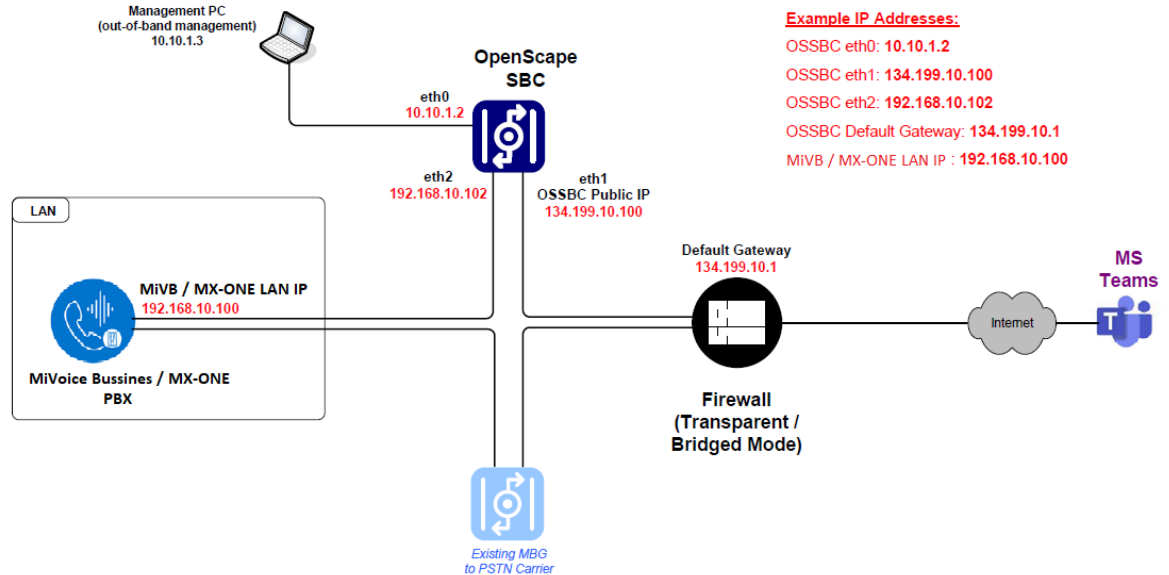 Management PC
(out-of-band management)
10.10.1.3
OpenScape
SBC
eth0
10.10.1.2
eth2
192.168.10.102
eth1
OSSBC Public IP
134.199.10.100
Example IP Addresses:
OSSBC eth0: 10.10.1.2
OSSBC eth1: 134.199.10.100
OSSBC eth2: 192.168.10.102
OSSBC Default Gateway: 134.199.10.1
MiVB / MX-ONE LAN IP : 192.168.10.100
LAN
MiVB / MX-ONE LAN IP
192.168.10.100
MiVoice Bussines / MX-ONE
PBX
Default Gateway
134.199.10.1
Firewall
(Transparent /
Bridged Mode)
Internet
MS
Teams
T
Existing MBG
to PSTN Carrier